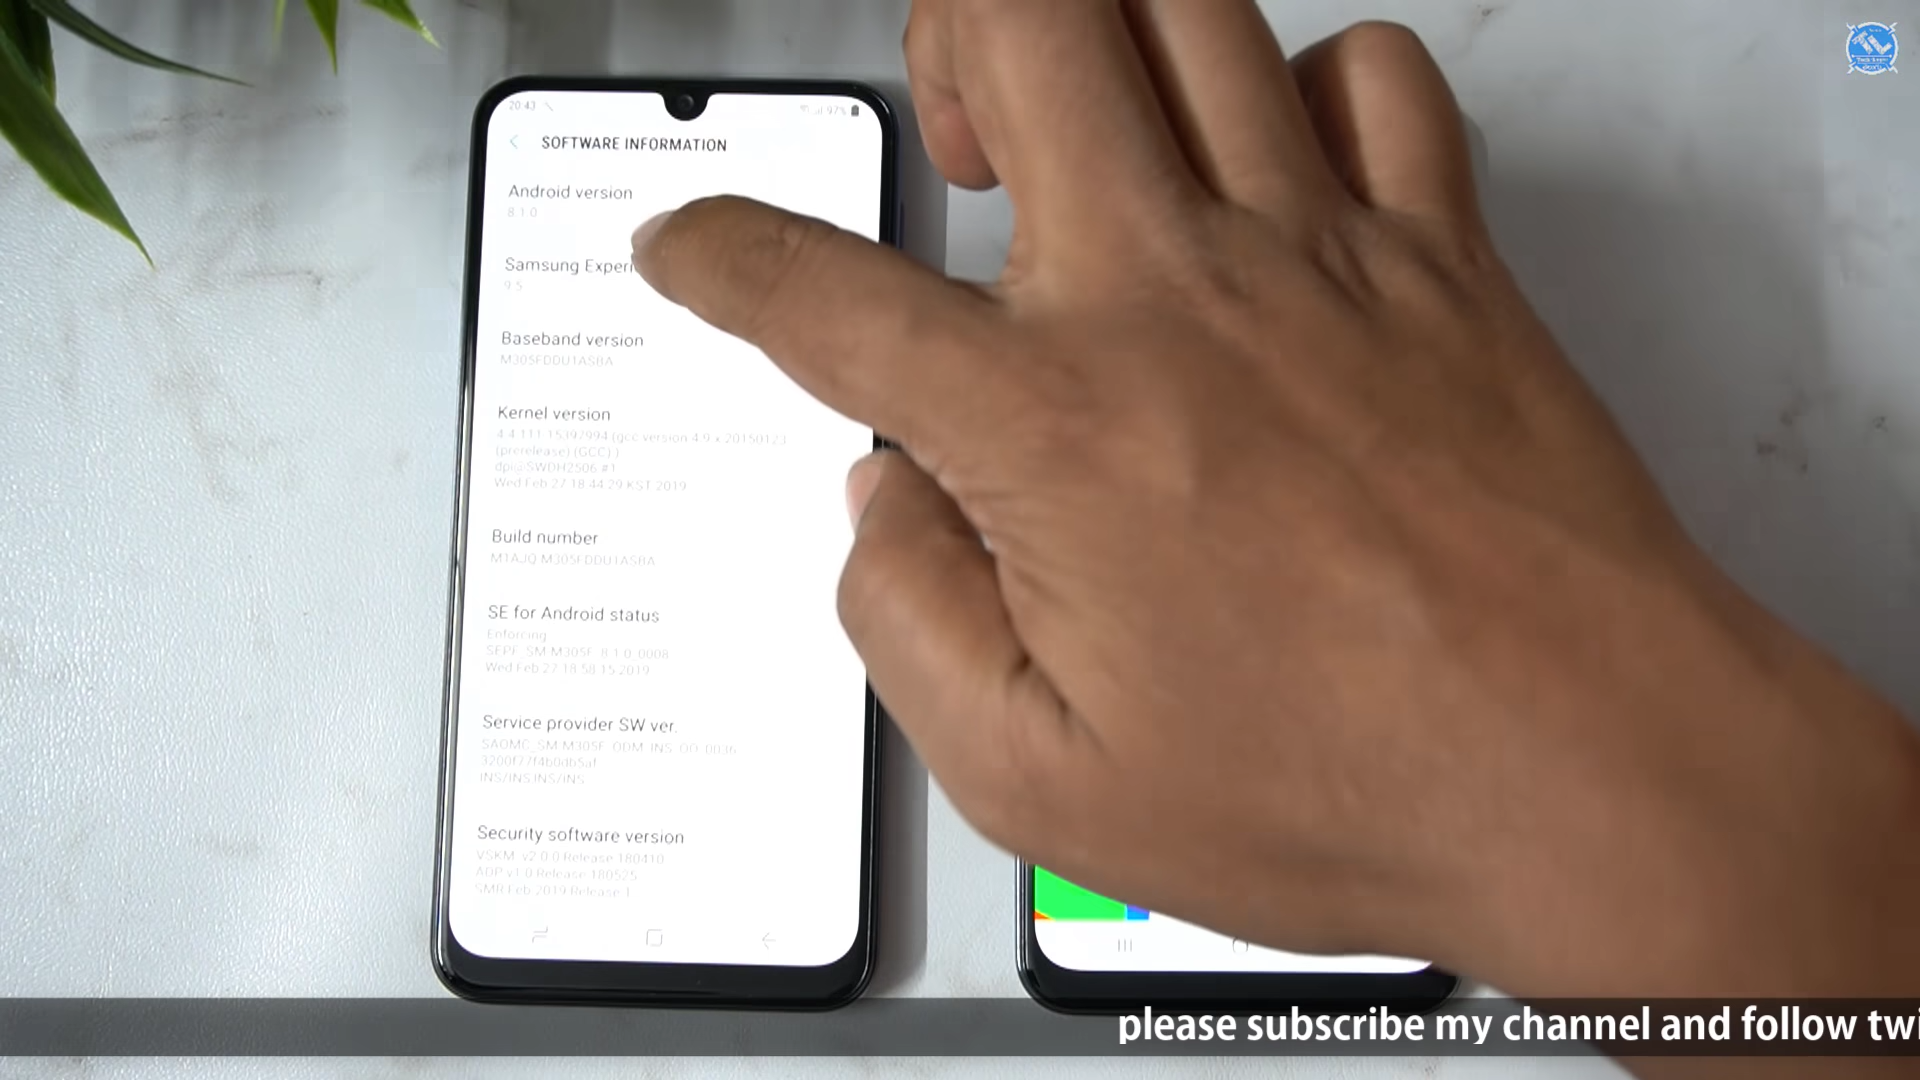 20:43
97%
SOFTWARE INFORMATION
Android version
8.1.0
Samsung Experi
9.5
Baseband version
M305FDDU1ASBA
Kernel version
4.4.111-15392994 (gcc version 4.9.x 20150123
(prerelease) (GCC) )
dpi@SWDH2506 #1
Wed Feb 27 18:44:29 KST 2019
Build number
M1AJQ.M305FDDU1ASBA
SE for Android status
Enforcing
SEPF_SM-M305F_8.1.0_0008
Wed Feb 27 18:58:15 2019
Service provider SW ver.
SAOMC_SM-M305F_ODM_INS_OO_0036
3200f77f4b0db5af
INS/INS,INS/INS
Security software version
VSKM v2.0.0 Release 180410
ADP v1.0 Release 180525
SMR Feb-2019 Release 1
please subscribe my channel and follow twi